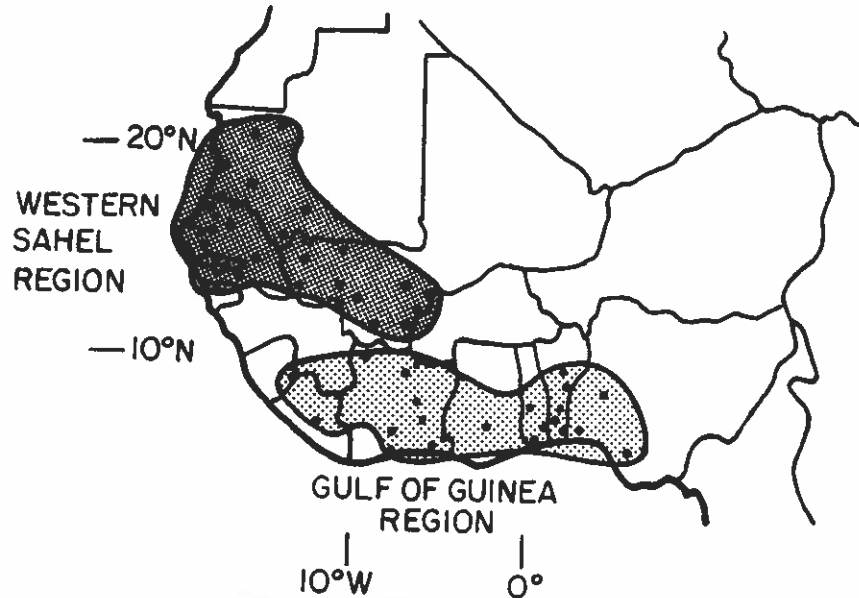 20°N
WESTERN
SAHEL
REGION
10°N
GULF OF GUINEA
REGION
10°W
0°